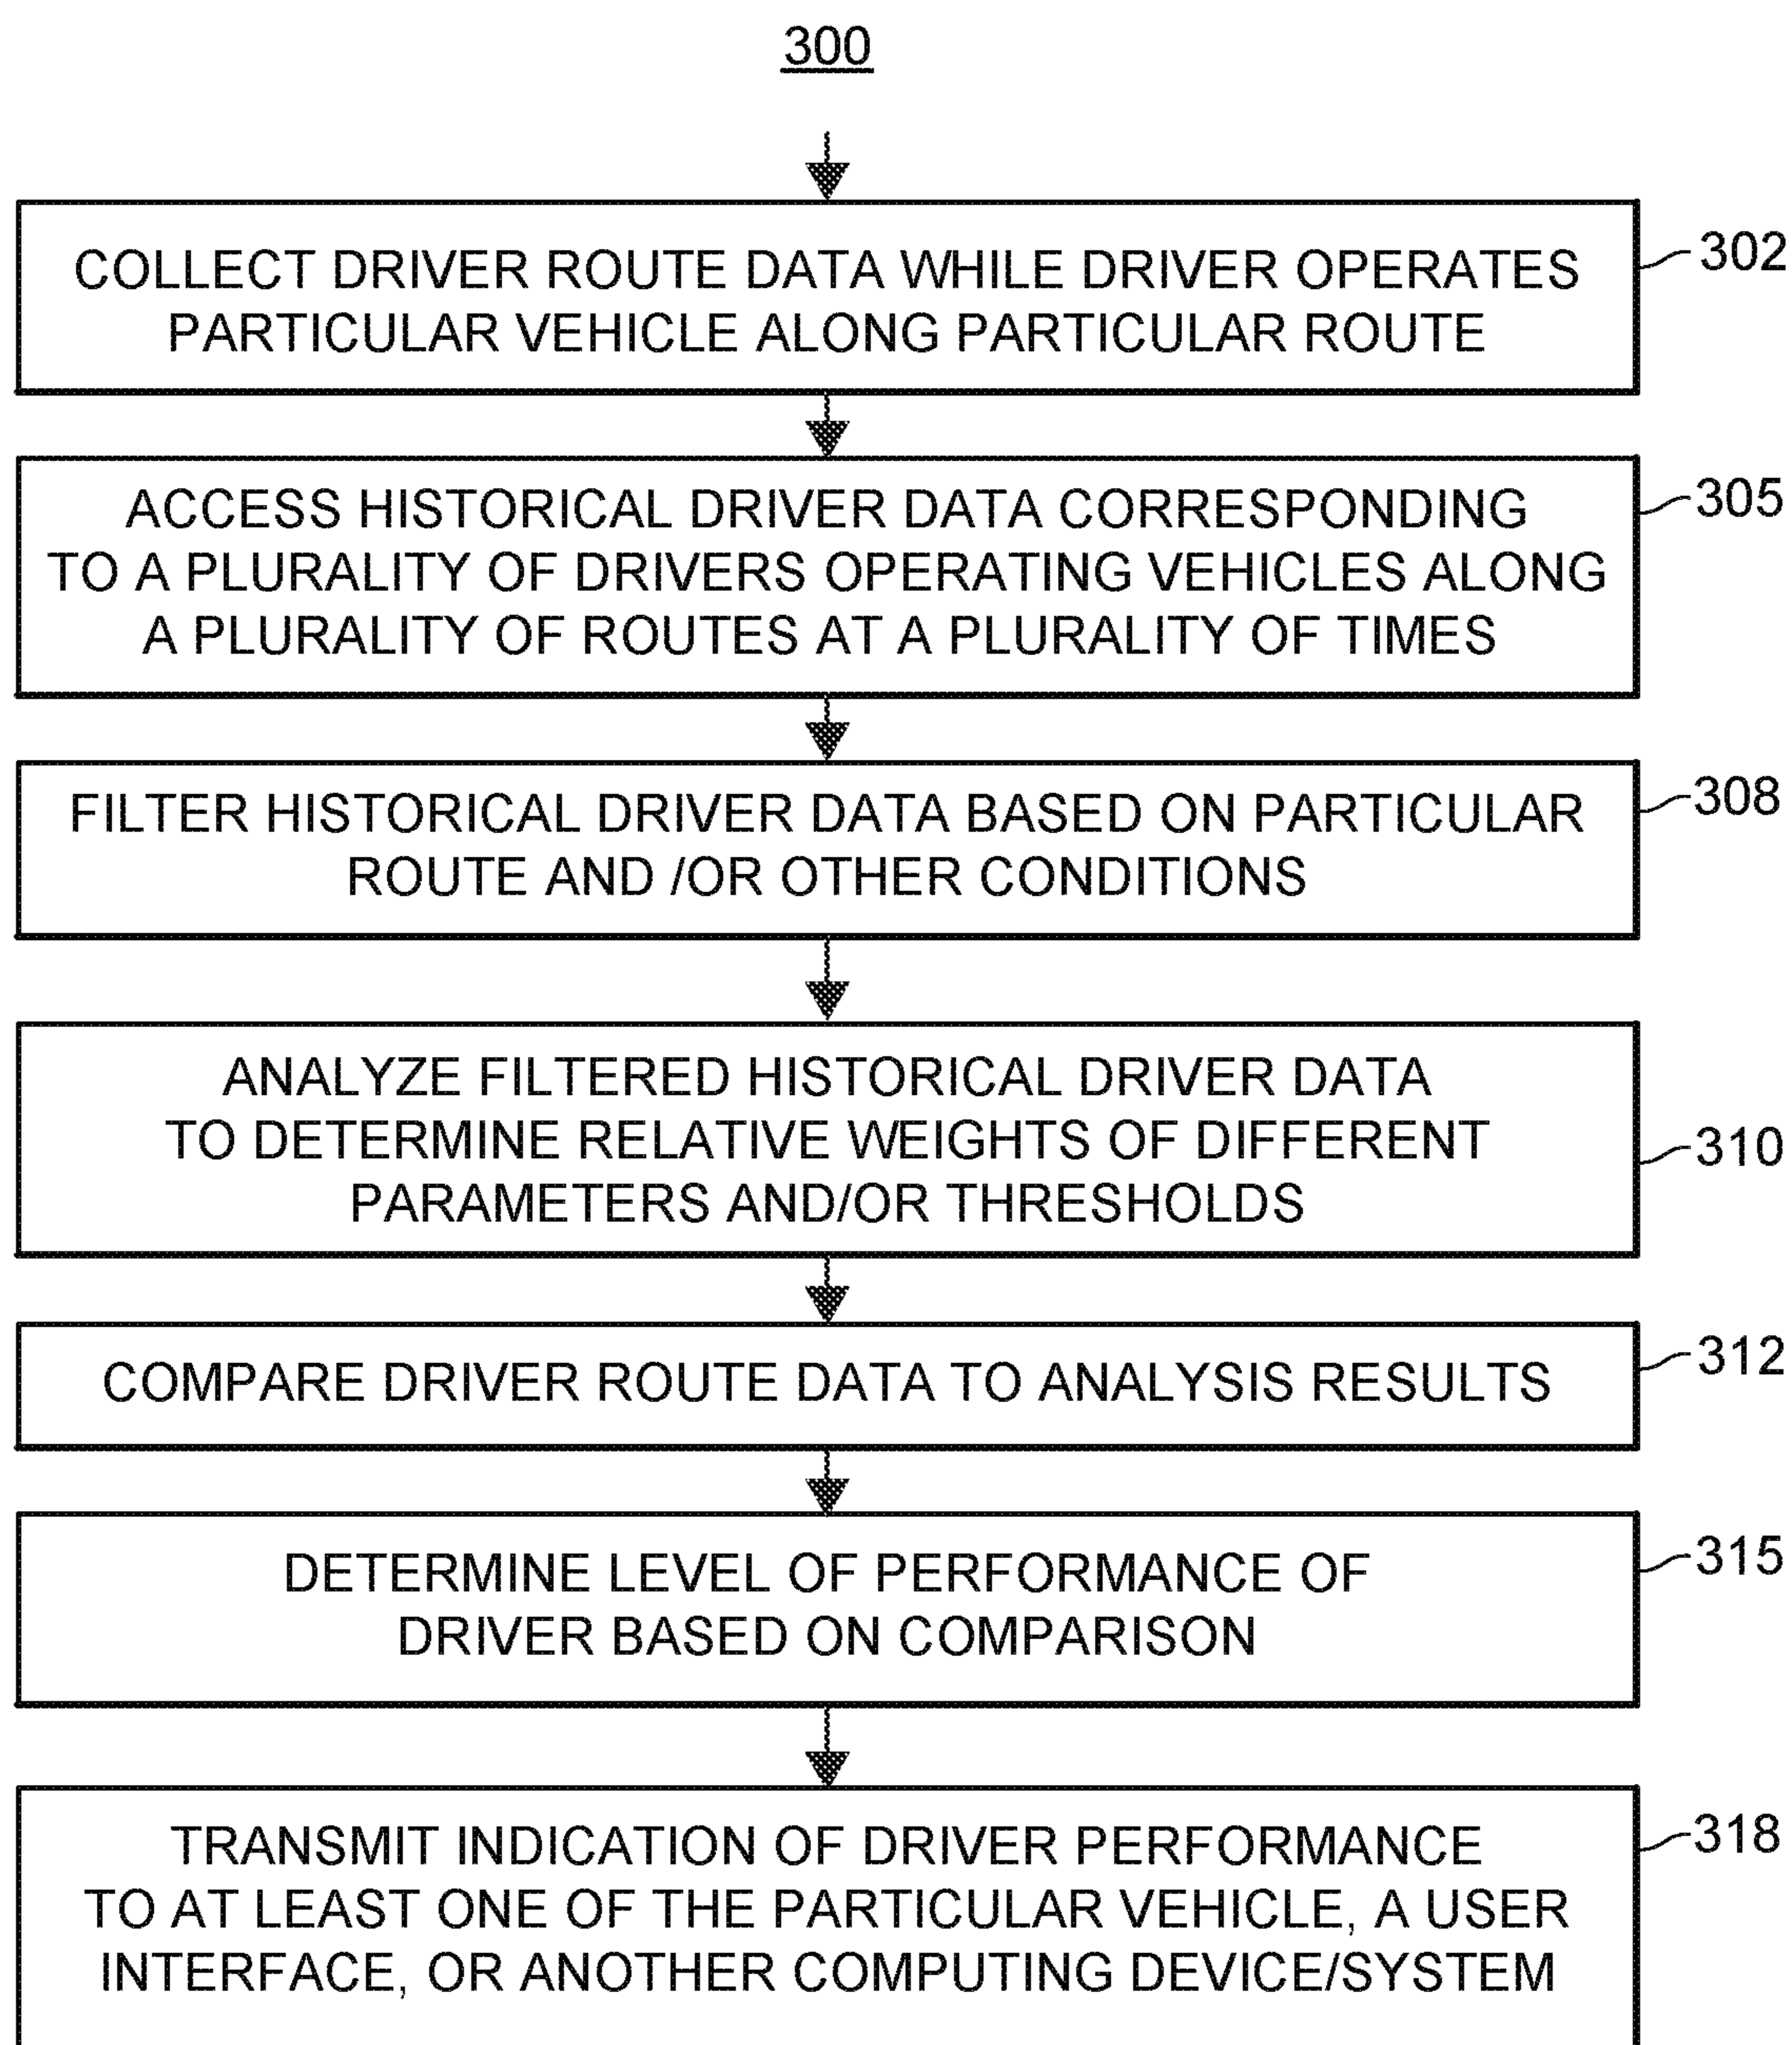 300
COLLECT DRIVER ROUTE DATA WHILE DRIVER OPERATES
PARTICULAR VEHICLE ALONG PARTICULAR ROUTE
302
ACCESS HISTORICAL DRIVER DATA CORRESPONDING
TO A PLURALITY OF DRIVERS OPERATING VEHICLES ALONG
A PLURALITY OF ROUTES AT A PLURALITY OF TIMES
305
FILTER HISTORICAL DRIVER DATA BASED ON PARTICULAR
ROUTE AND /OR OTHER CONDITIONS
308
ANALYZE FILTERED HISTORICAL DRIVER DATA
TO DETERMINE RELATIVE WEIGHTS OF DIFFERENT
PARAMETERS AND/OR THRESHOLDS
310
COMPARE DRIVER ROUTE DATA TO ANALYSIS RESULTS
312
DETERMINE LEVEL OF PERFORMANCE OF
DRIVER BASED ON COMPARISON
315
TRANSMIT INDICATION OF DRIVER PERFORMANCE
TO AT LEAST ONE OF THE PARTICULAR VEHICLE, A USER
INTERFACE, OR ANOTHER COMPUTING DEVICE/SYSTEM
318